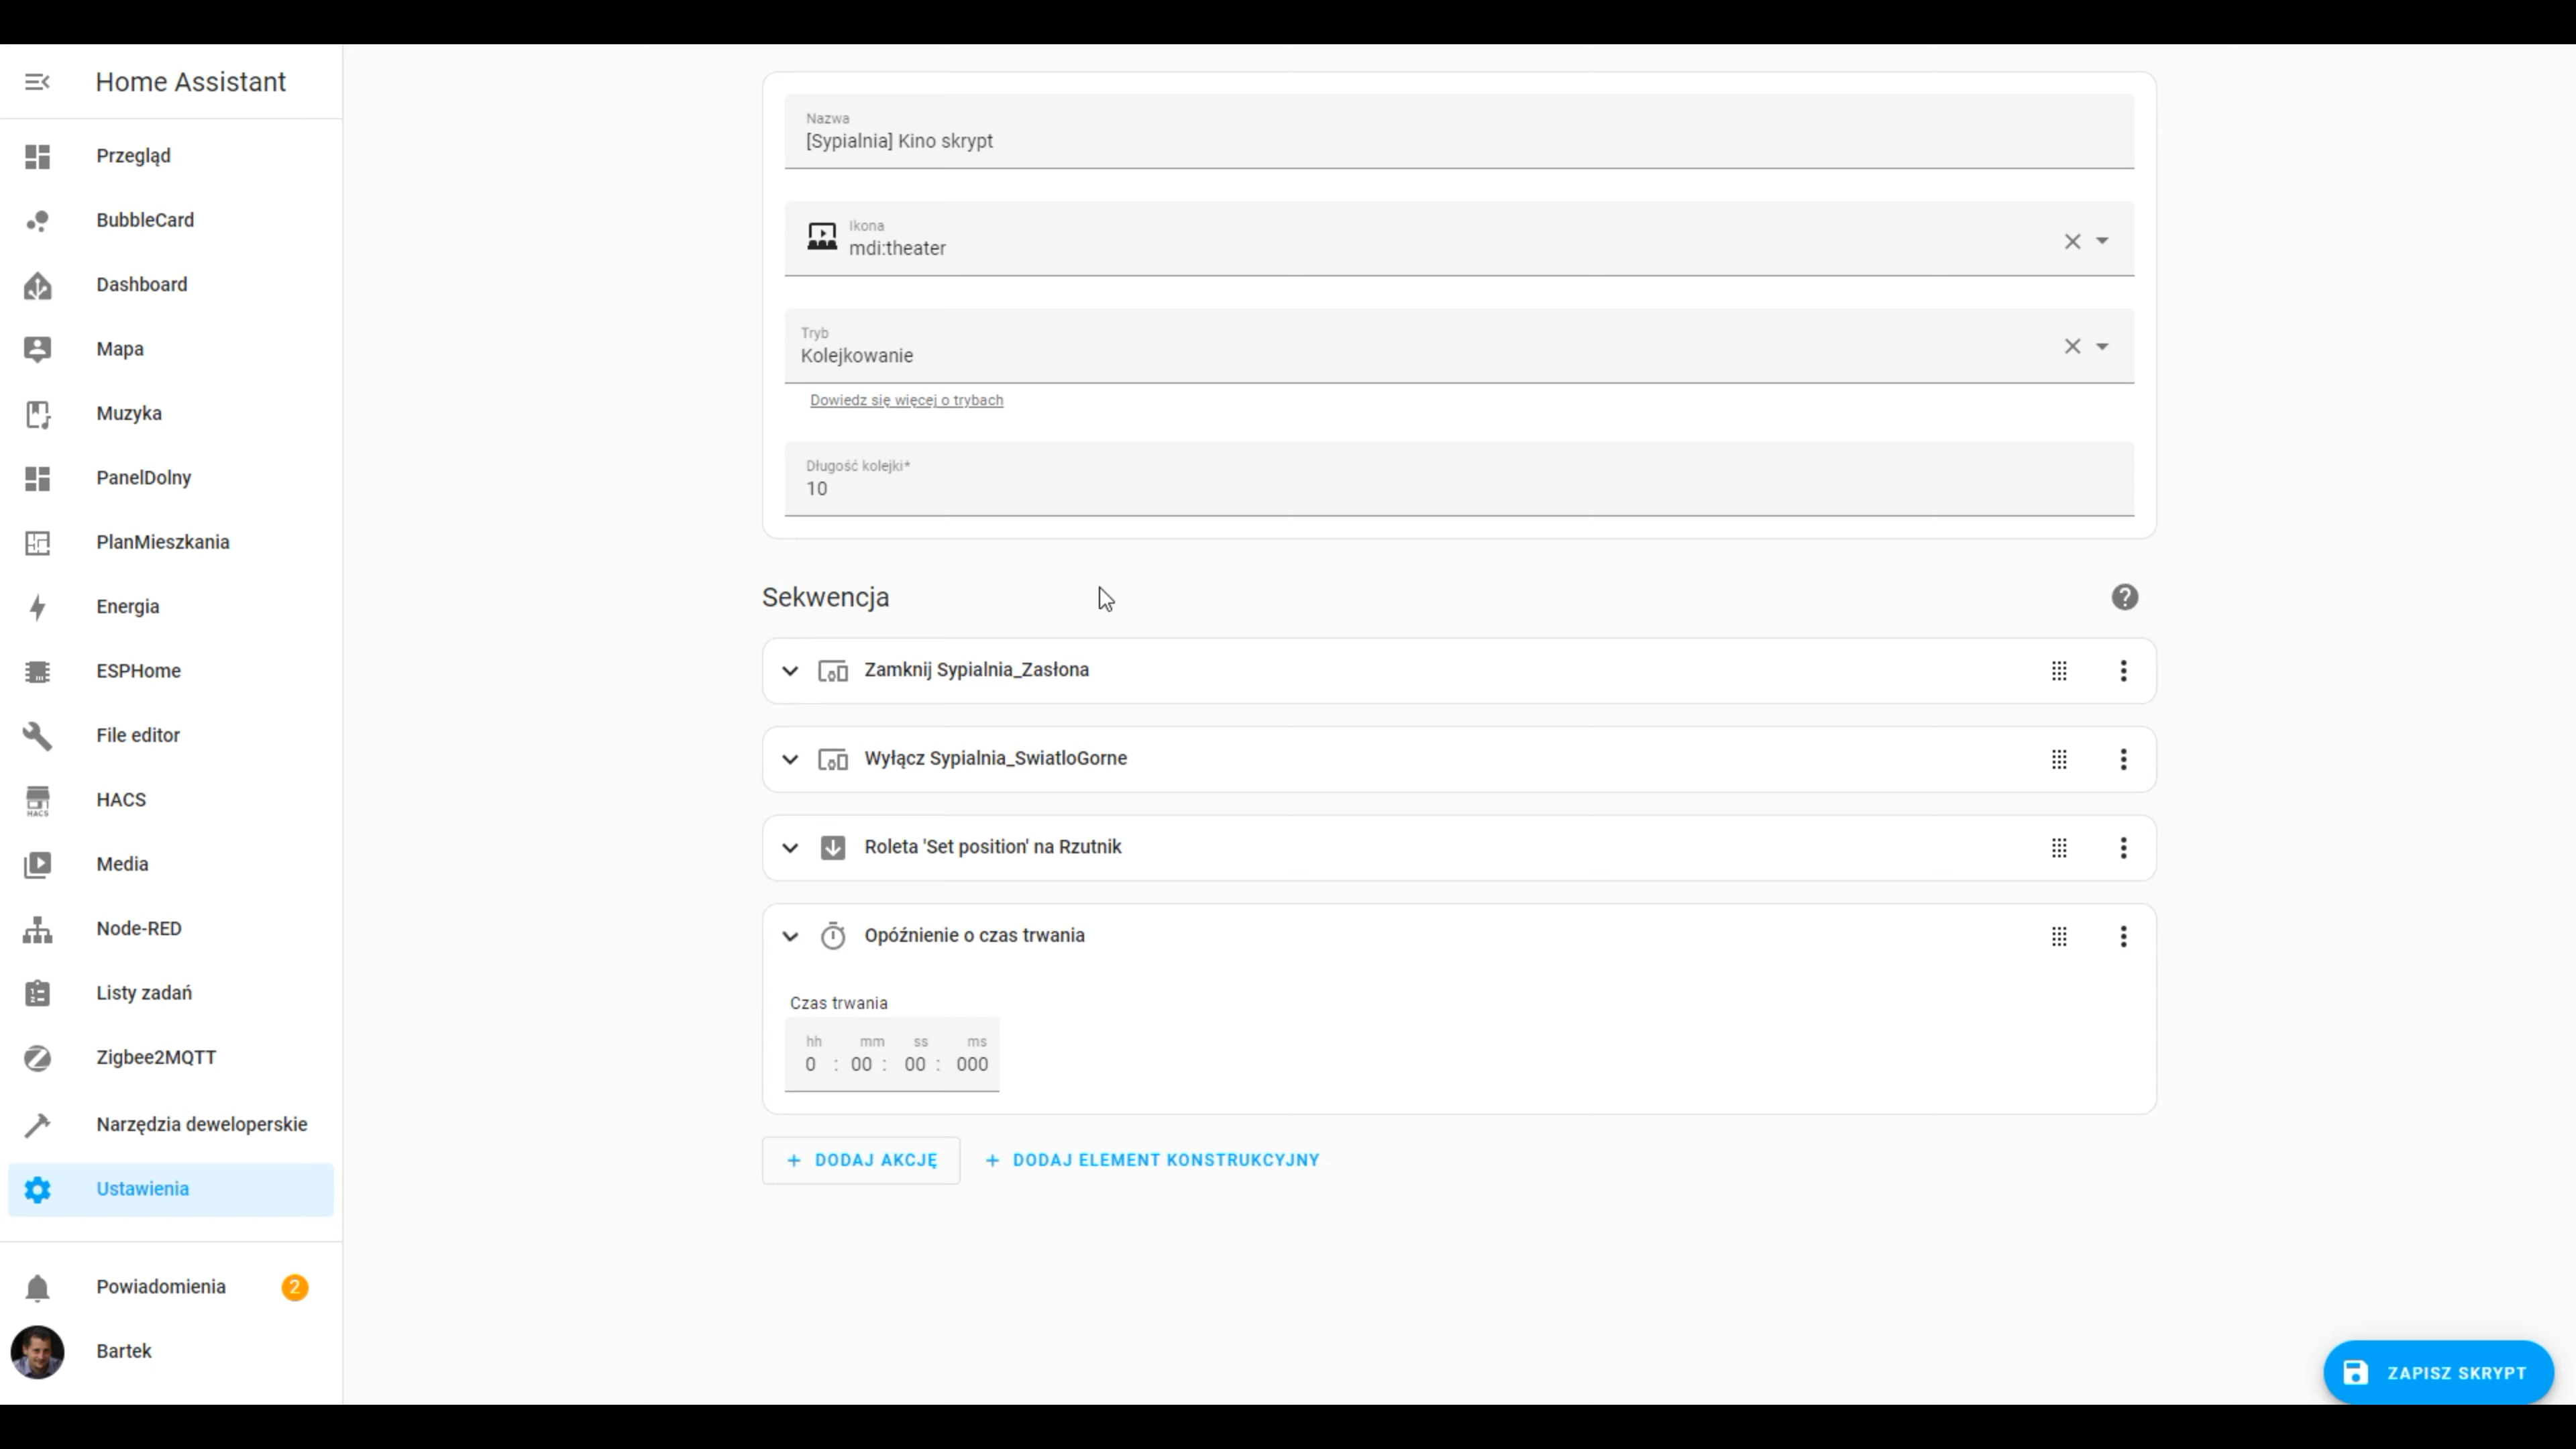 Home Assistant
Przegląd
BubbleCard
Dashboard
Mapa
Muzyka
PanelDolny
PlanMieszkania
Energia
ESPHome
File editor
HACS
HACS
Media
Node-RED
Listy zadań
Zigbee2MQTT
Narzędzia deweloperskie
Ustawienia
Powiadomienia 2
Bartek
Nazwa
[Sypialnia] Kino skrypt
Ikona
mdi:theater
Tryb
Kolejkowanie
Dowiedz się więcej o trybach
Długość kolejki*
10
Sekwencja
Zamknij Sypialnia_Zasłona
Wyłącz Sypialnia_SwiatloGorne
Roleta 'Set position' na Rzutnik
Opóźnienie o czas trwania
Czas trwania
hh mm ss ms
0 : 00 : 00 : 000
+ DODAJ AKCJĘ + DODAJ ELEMENT KONSTRUKCYJNY
ZAPISZ SKRYPT